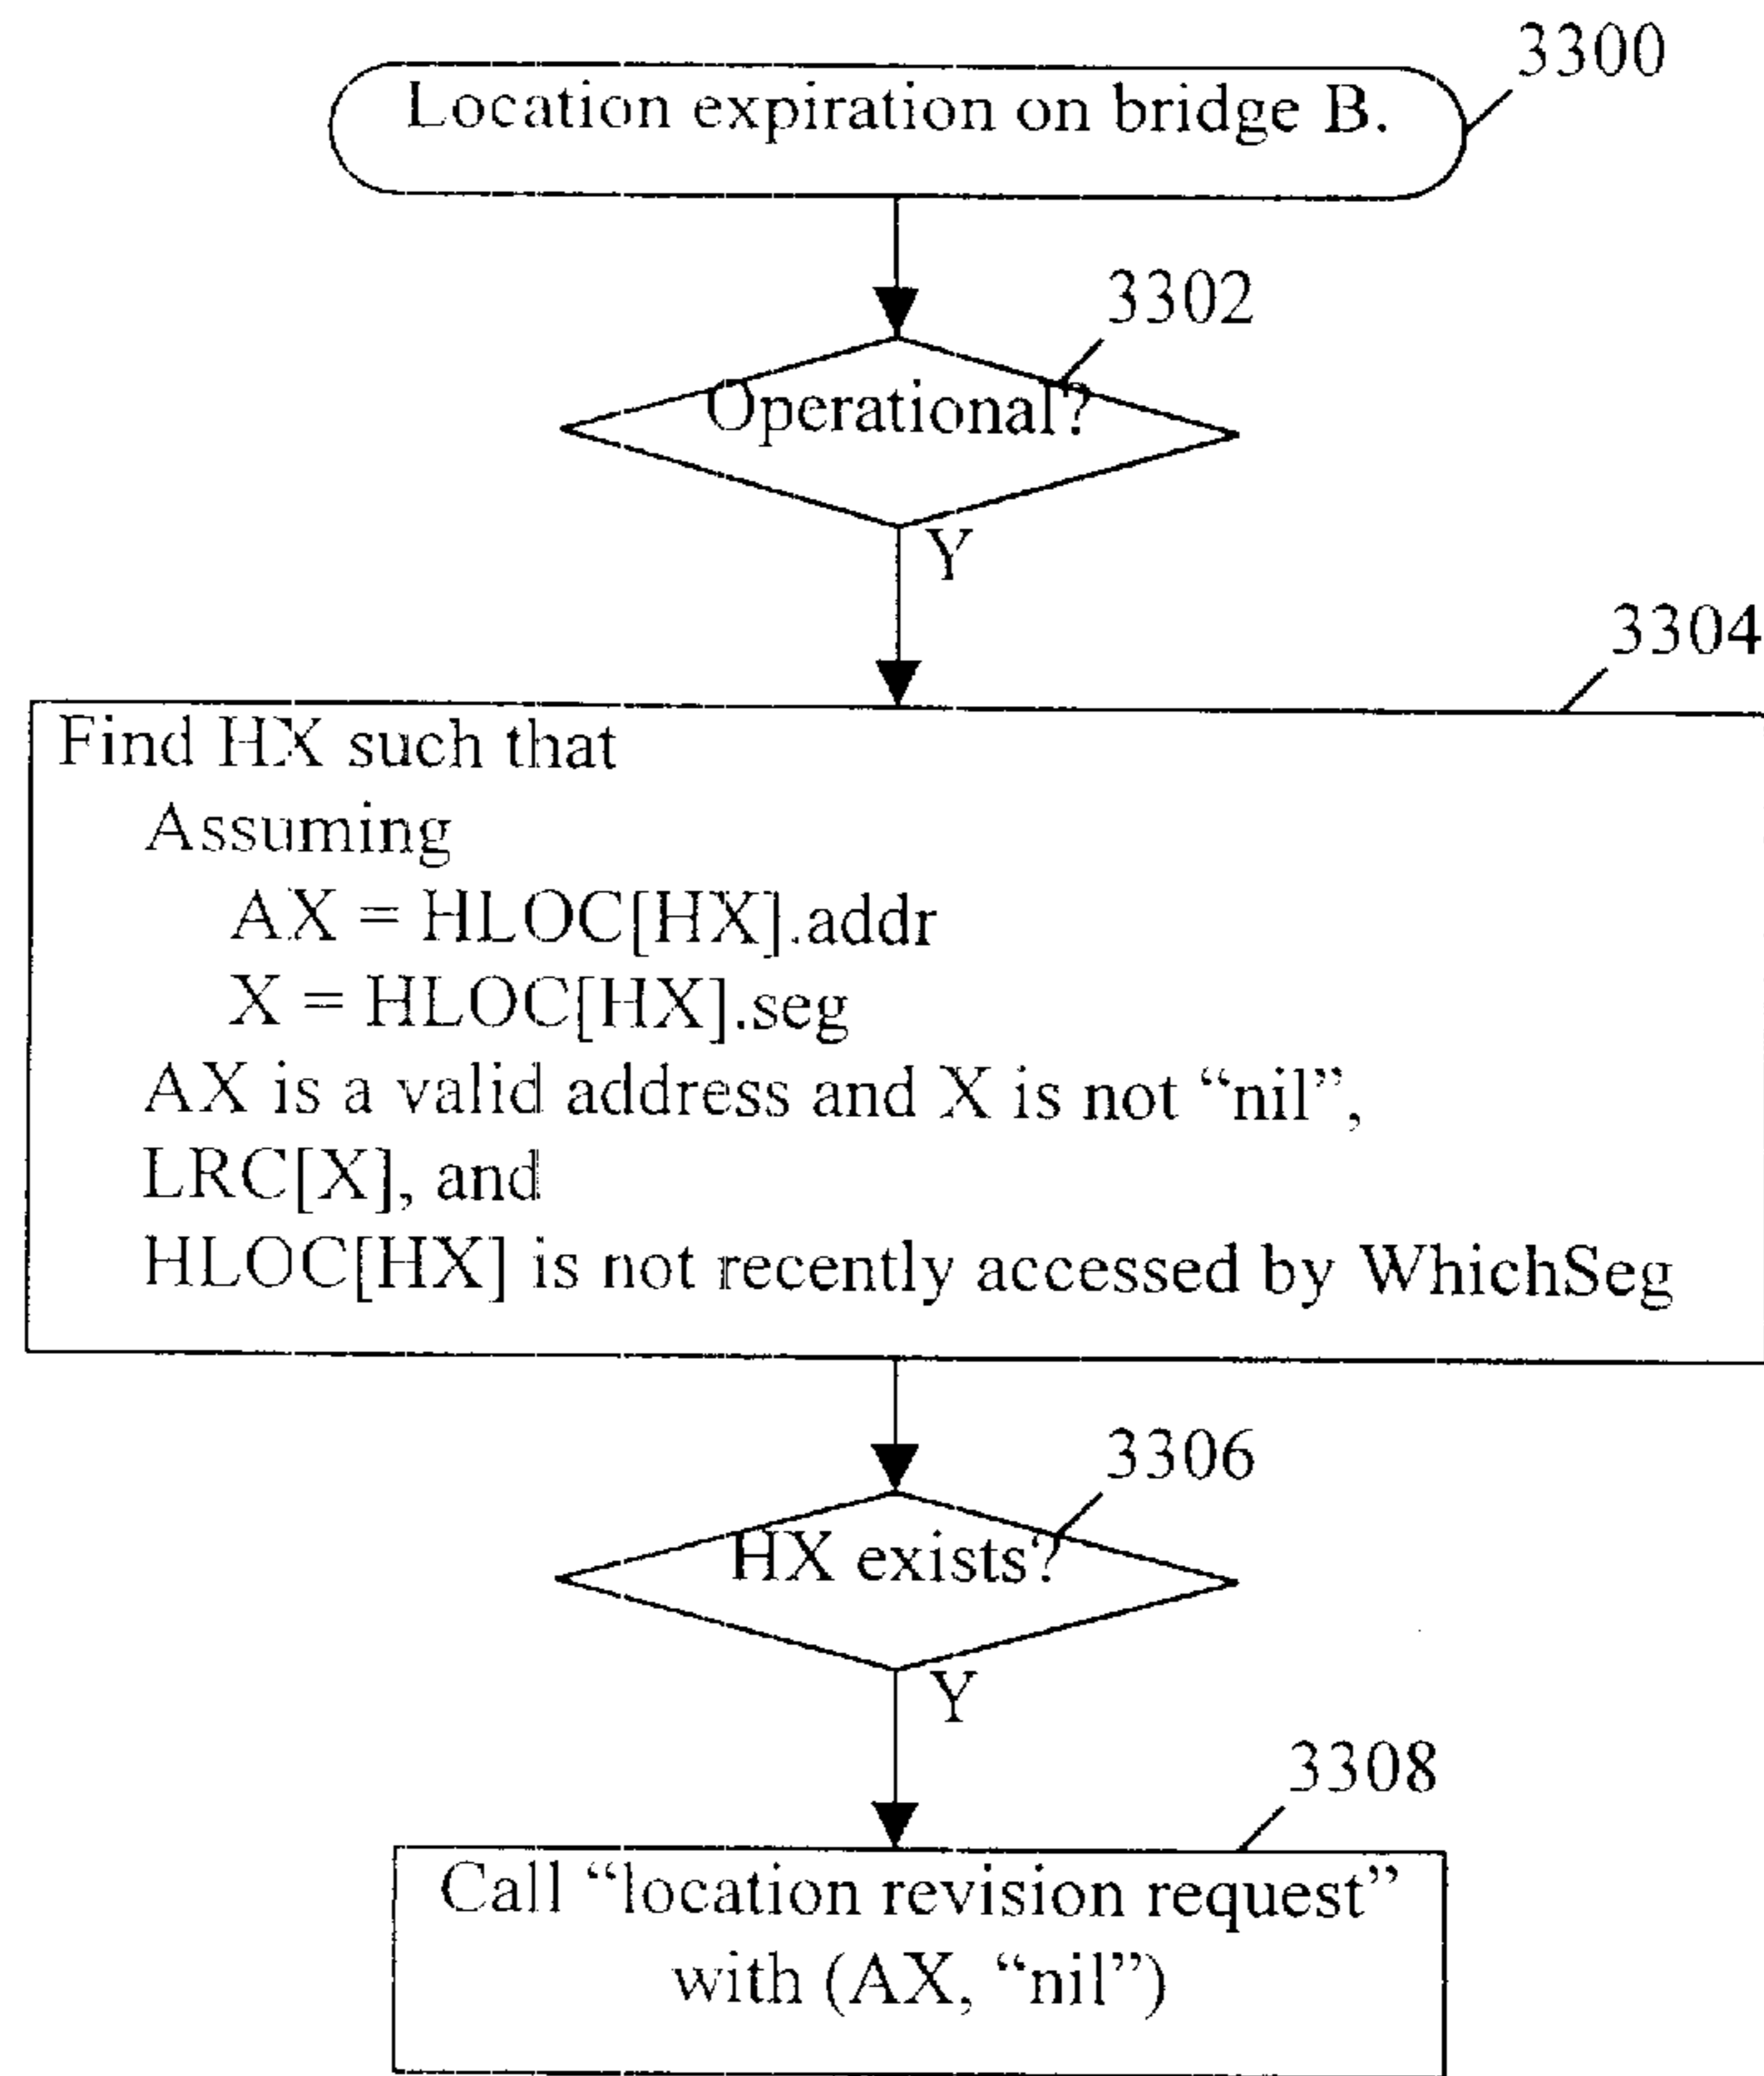 3300
Location expiration on bridge B.
3302
Operational?
Y
3304
Find HX such that
Assuming
AX = HLOC[HX].addr
X = HLOC[HX].seg
AX is a valid address and X is not “nil”,
LRC[X], and
HLOC[HX] is not recently accessed by WhichSeg
3306
HX exists?
Y
3308
Call “location revision request”
with (AX, “nil”)